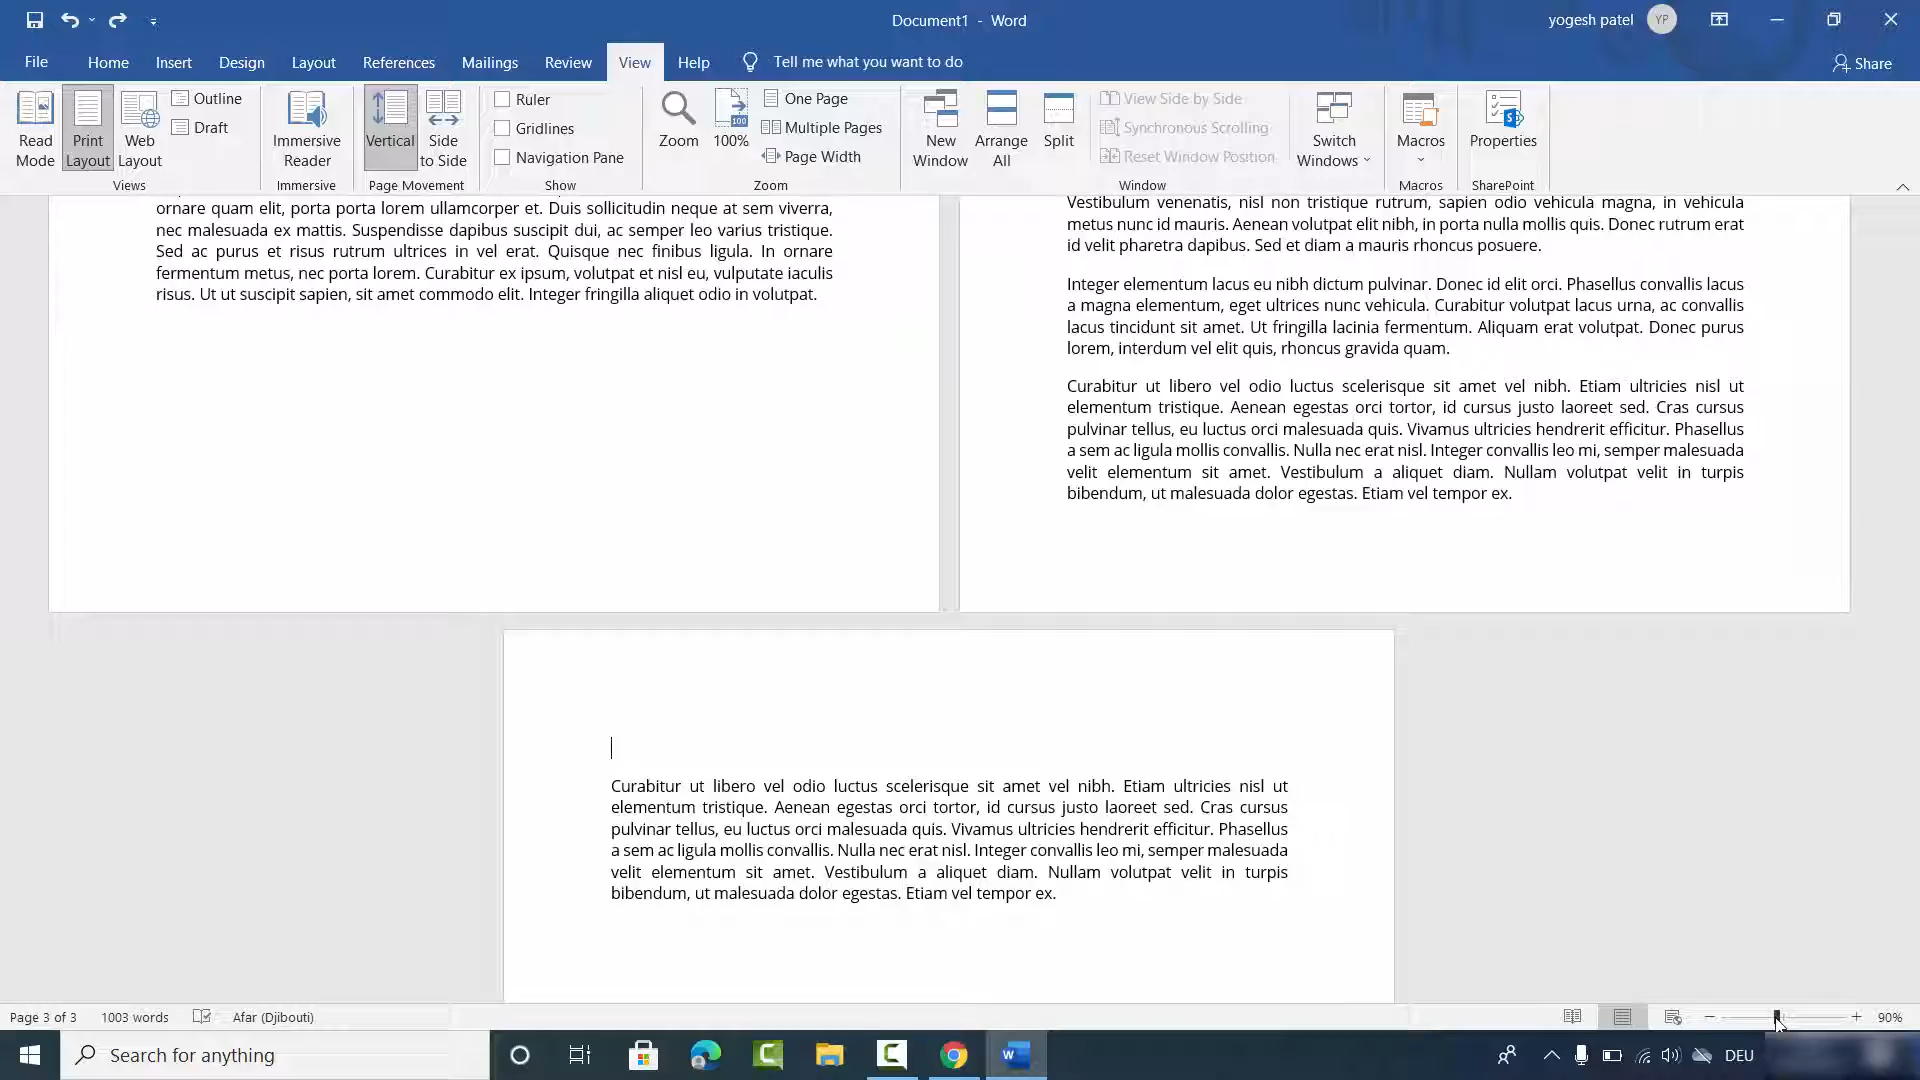 Document1 - Word
yogesh patel YP
File Home Insert Design Layout References Mailings Review View Help Tell me what you want to do Share
Read Mode
Print Layout
Web Layout
Outline
Draft
Views
Immersive Reader
Immersive
Vertical
Side to Side
Page Movement
Ruler
Gridlines
Navigation Pane
Show
Zoom
100
100%
One Page
Multiple Pages
Page Width
Zoom
New Window
Arrange All
Split
View Side by Side
Synchronous Scrolling
Reset Window Position
Switch Windows
Window
Macros
Macros
Properties
SharePoint
ornare quam elit, porta porta lorem ullamcorper et. Duis sollicitudin neque at sem viverra,
nec malesuada ex mattis. Suspendisse dapibus suscipit dui, ac semper leo varius tristique.
Sed ac purus et risus rutrum ultrices in vel erat. Quisque nec finibus ligula. In ornare
fermentum metus, nec porta lorem. Curabitur ex ipsum, volutpat et nisl eu, vulputate iaculis
risus. Ut ut suscipit sapien, sit amet commodo elit. Integer fringilla aliquet odio in volutpat.
Vestibulum venenatis, nisl non tristique rutrum, sapien odio vehicula magna, in vehicula
metus nunc id mauris. Aenean volutpat elit nibh, in porta nulla mollis quis. Donec rutrum erat
id velit pharetra dapibus. Sed et diam a mauris rhoncus posuere.
Integer elementum lacus eu nibh dictum pulvinar. Donec id elit orci. Phasellus convallis lacus
a magna elementum, eget ultrices nunc vehicula. Curabitur volutpat lacus urna, ac convallis
lacus tincidunt sit amet. Ut fringilla lacinia fermentum. Aliquam erat volutpat. Donec purus
lorem, interdum vel elit quis, rhoncus gravida quam.
Curabitur ut libero vel odio luctus scelerisque sit amet vel nibh. Etiam ultricies nisl ut
elementum tristique. Aenean egestas orci tortor, id cursus justo laoreet sed. Cras cursus
pulvinar tellus, eu luctus orci malesuada quis. Vivamus ultricies hendrerit efficitur. Phasellus
a sem ac ligula mollis convallis. Nulla nec erat nisl. Integer convallis leo mi, semper malesuada
velit elementum sit amet. Vestibulum a aliquet diam. Nullam volutpat velit in turpis
bibendum, ut malesuada dolor egestas. Etiam vel tempor ex.
Curabitur ut libero vel odio luctus scelerisque sit amet vel nibh. Etiam ultricies nisl ut
elementum tristique. Aenean egestas orci tortor, id cursus justo laoreet sed. Cras cursus
pulvinar tellus, eu luctus orci malesuada quis. Vivamus ultricies hendrerit efficitur. Phasellus
a sem ac ligula mollis convallis. Nulla nec erat nisl. Integer convallis leo mi, semper malesuada
velit elementum sit amet. Vestibulum a aliquet diam. Nullam volutpat velit in turpis
bibendum, ut malesuada dolor egestas. Etiam vel tempor ex.
Page 3 of 3 1003 words Afar (Djibouti) 90%
Search for anything DEU